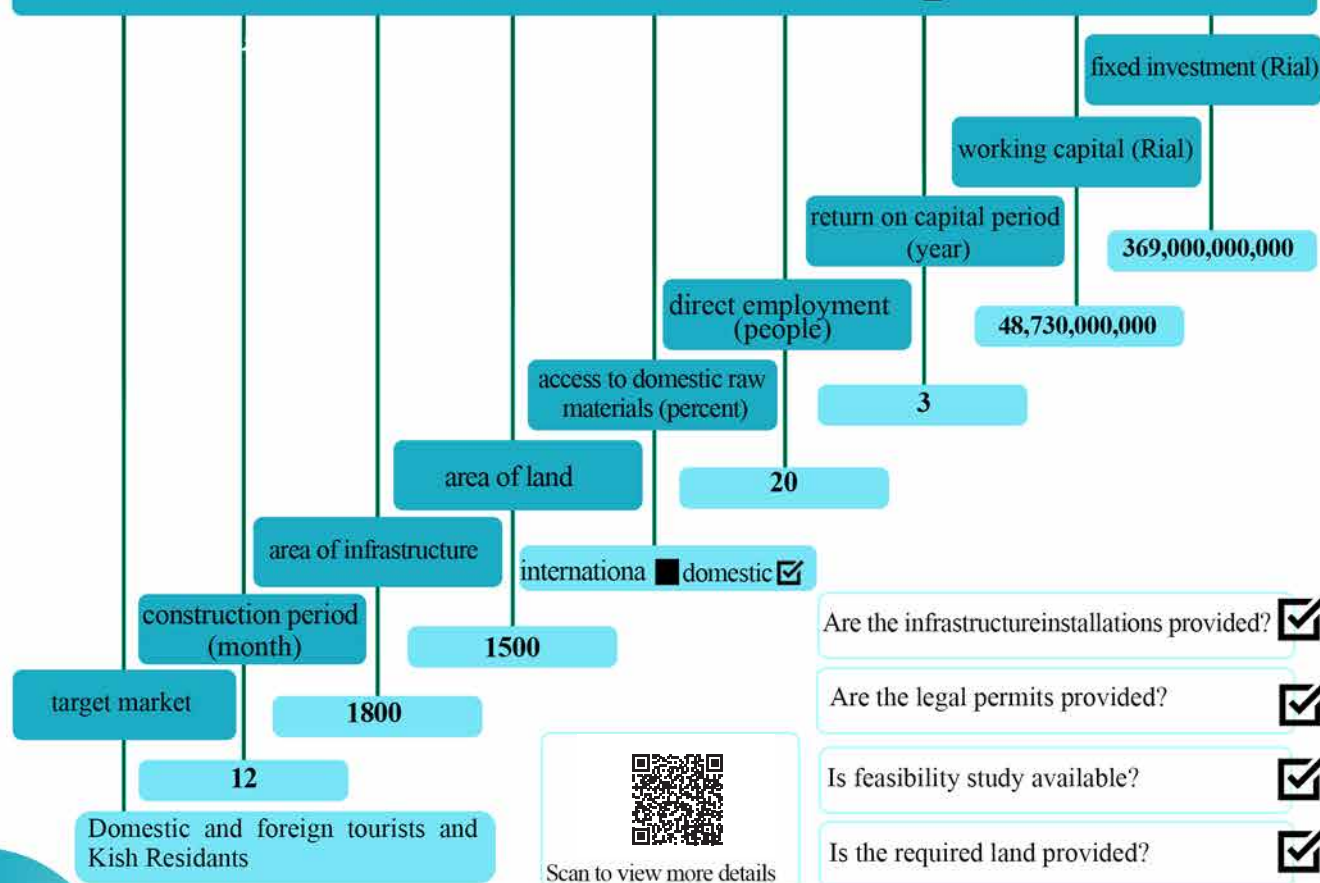 fixed investment (Rial)
369,000,000,000
working capital (Rial)
48,730,000,000
return on capital period
(year)
3
direct employment
(people)
20
access to domestic raw
materials (percent)
internationa domestic
area of land
1500
area of infrastructure
1800
construction period
(month)
12
target market
Domestic and foreign tourists and
Kish Residants
Are the infrastructureinstallations provided?
Are the legal permits provided?
Is feasibility study available?
Is the required land provided?
Scan to view more details